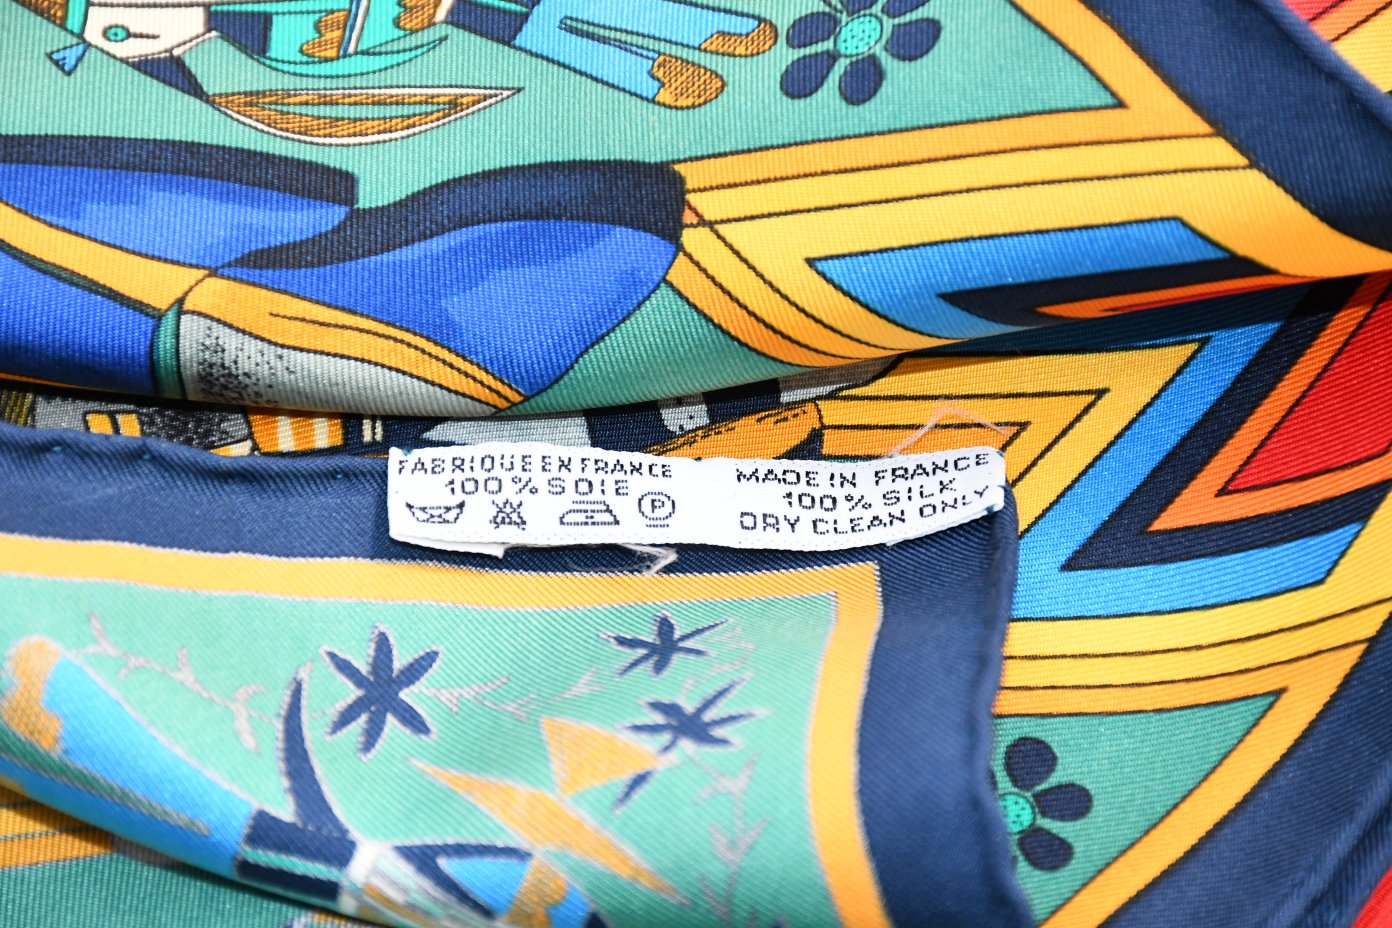 FABRIQUE EN FRANCE
100% SOIE
P
MADE IN FRANCE
100% SILK
DRY CLEAN ONLY